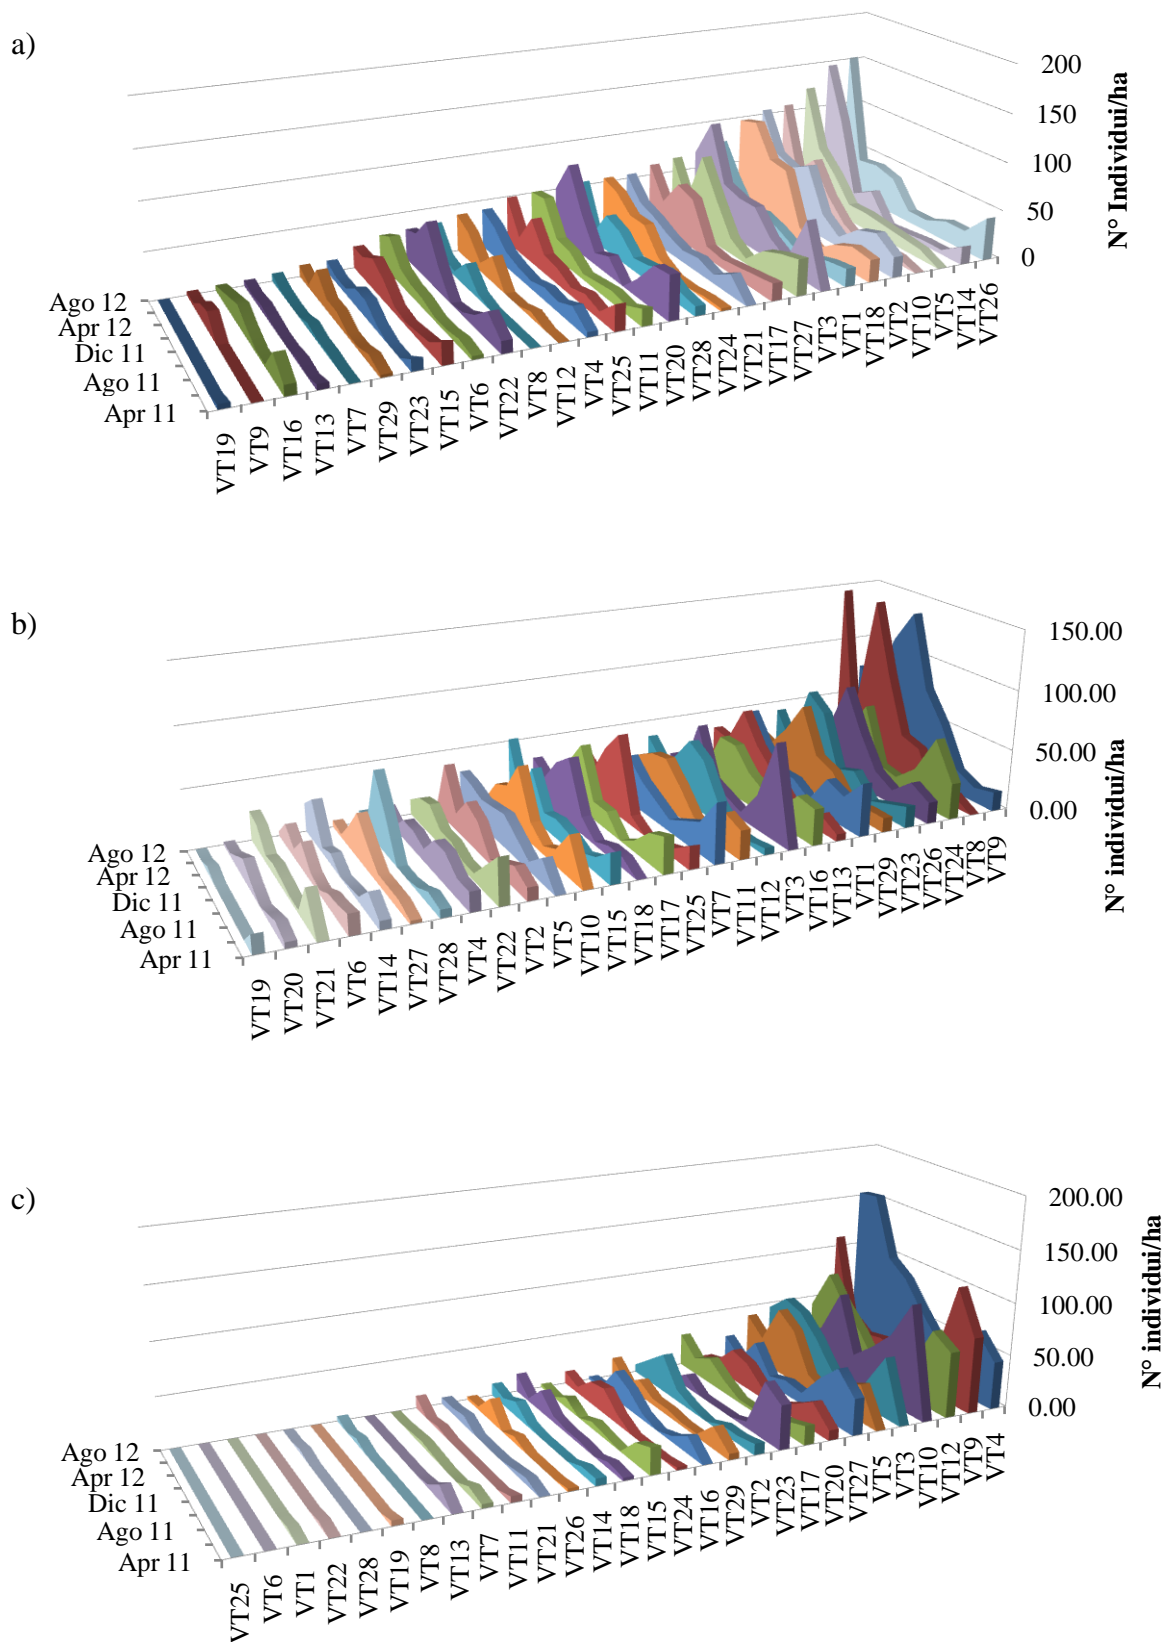 a)
200
150
100
50
0
N° Individui/ha
Ago 12
Apr 12
Dic 11
Ago 11
Apr 11
VT19
VT9
VT16
VT13
VT7
VT29
VT23
VT15
VT6
VT22
VT8
VT12
VT4
VT25
VT11
VT20
VT28
VT24
VT21
VT17
VT27
VT3
VT1
VT18
VT2
VT10
VT5
VT14
VT26
b)
150.00
100.00
50.00
0.00
N° individui/ha
Ago 12
Apr 12
Dic 11
Ago 11
Apr 11
VT19
VT20
VT21
VT6
VT14
VT27
VT28
VT4
VT22
VT2
VT5
VT10
VT15
VT18
VT17
VT25
VT7
VT11
VT12
VT3
VT16
VT13
VT1
VT29
VT23
VT26
VT24
VT8
VT9
c)
200.00
150.00
100.00
50.00
0.00
N° individui/ha
Ago 12
Apr 12
Dic 11
Ago 11
Apr 11
VT25
VT6
VT1
VT22
VT28
VT19
VT8
VT13
VT7
VT11
VT21
VT26
VT14
VT18
VT15
VT24
VT16
VT29
VT2
VT23
VT17
VT20
VT27
VT5
VT3
VT10
VT12
VT9
VT4